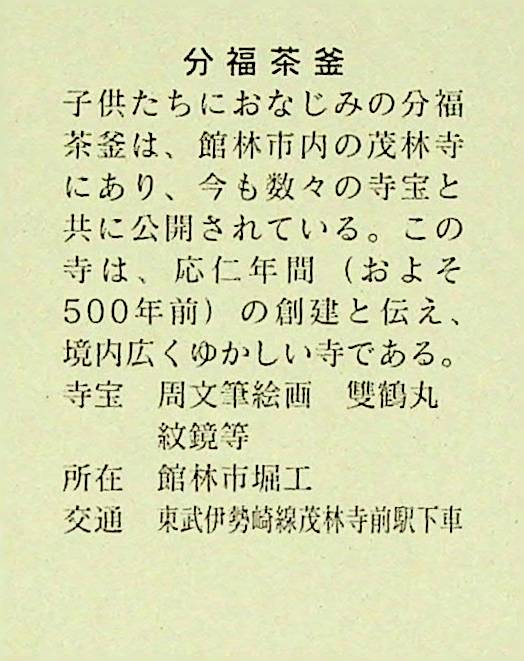 分福茶釜
子供たちにおなじみの分福
茶釜は、館林市内の茂林寺
にあり、今も数々の寺宝と
共に公開されている。この
寺は、応仁年間（およそ
500年前）の創建と伝え、
境内広くゆかしい寺である。
寺宝　周文筆絵画　雙鶴丸
紋鏡等
所在　館林市堀工
交通　東武伊勢崎線茂林寺前駅下車